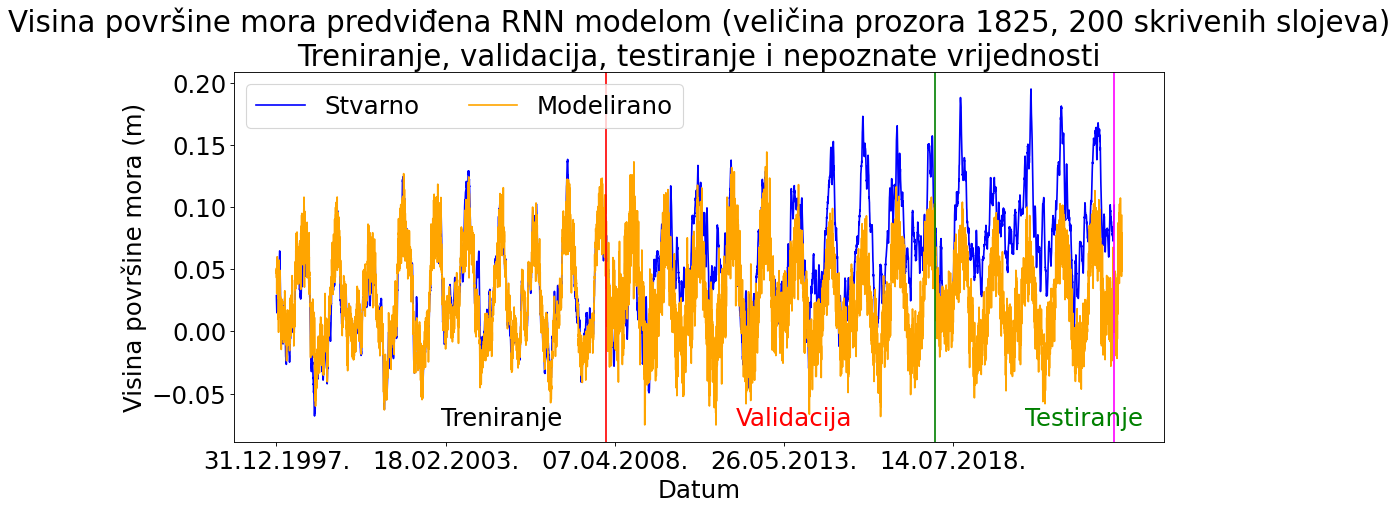 Visina površine mora predviđena RNN modelom (veličina prozora 1825, 200 skrivenih slojeva)
Treniranje, validacija, testiranje i nepoznate vrijednosti
Stvarno
Modelirano
Visina površine mora (m)
0.20
0.15
0.10
0.05
0.00
−0.05
Treniranje
Validacija
Testiranje
31.12.1997.
18.02.2003.
07.04.2008.
26.05.2013.
14.07.2018.
Datum